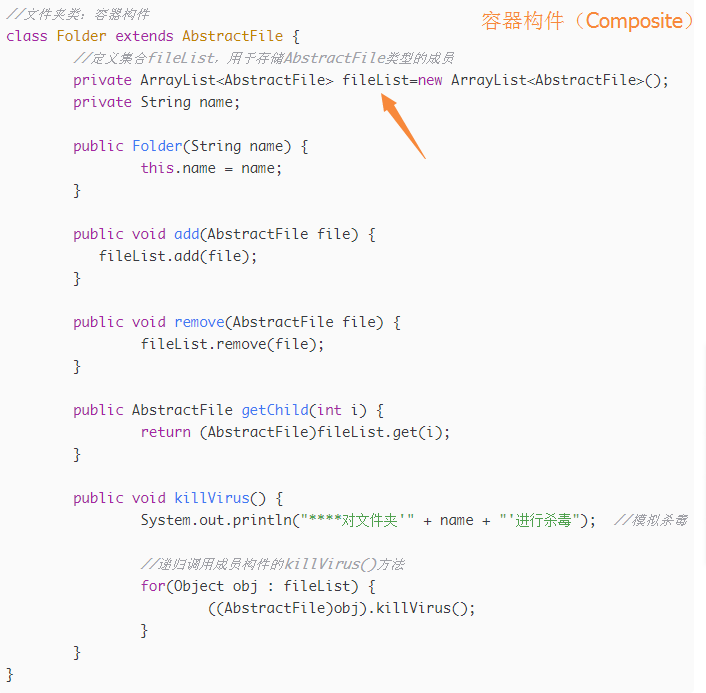 //文件夹类：容器构件
容器构件（Composite）
class Folder extends AbstractFile {
//定义集合fileList，用于存储AbstractFile类型的成员
private ArrayList<AbstractFile> fileList=new ArrayList<AbstractFile>();
private String name;
public Folder(String name) {
this.name = name;
}
public void add(AbstractFile file) {
fileList.add(file);
}
public void remove(AbstractFile file) {
fileList.remove(file);
}
public AbstractFile getChild(int i) {
return (AbstractFile)fileList.get(i);
}
public void killVirus() {
System.out.println("****对文件夹'" + name + "'进行杀毒"); //模拟杀毒
//递归调用成员构件的killVirus()方法
for(Object obj : fileList) {
((AbstractFile)obj).killVirus();
}
}
}